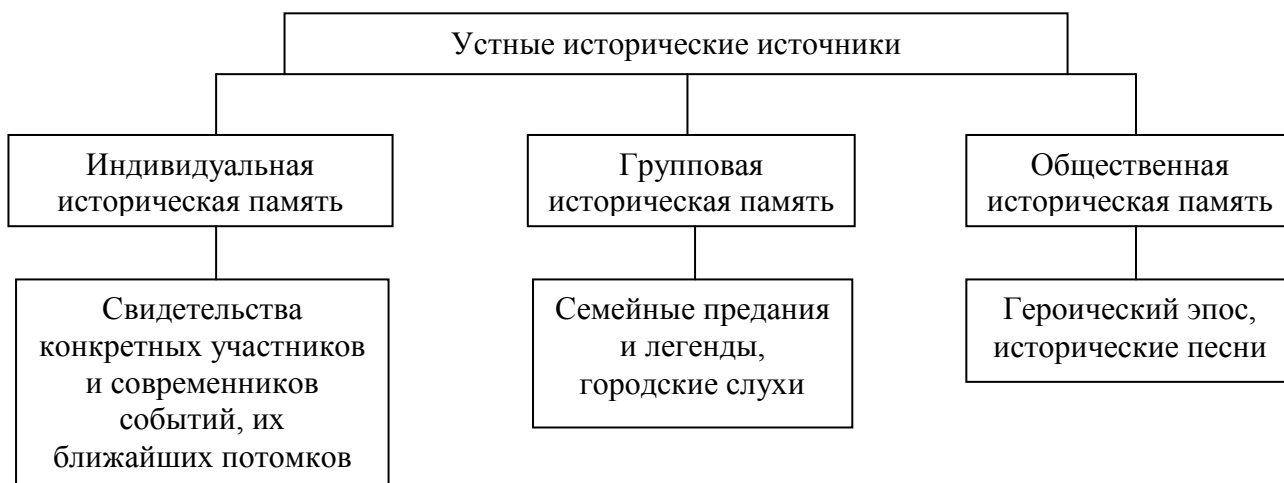 Устные исторические источники
Индивидуальная
историческая память
Групповая
историческая память
Общественная
историческая память
Свидетельства
конкретных участников
и современников
событий, их
ближайших потомков
Семейные предания
и легенды,
городские слухи
Героический эпос,
исторические песни